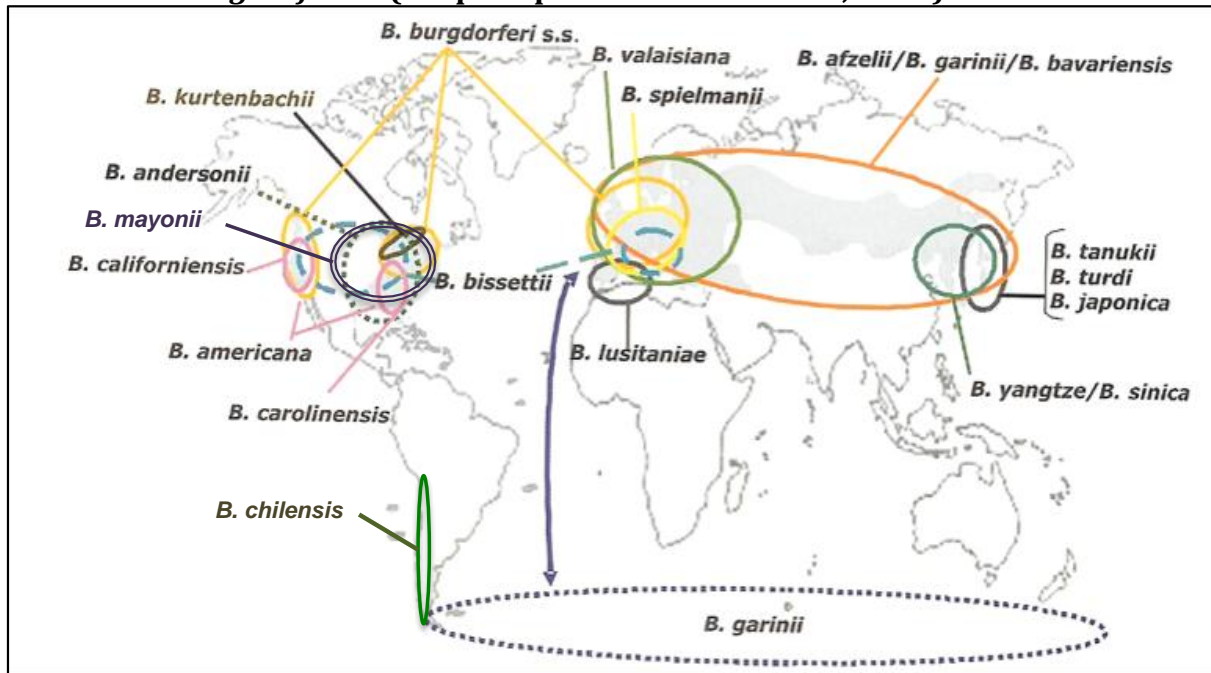 B. burgdorferi s.s.
B. valaisiana
B. afzelii/B. garinii/B. bavariensis
B. kurtenbachii
B. spielmanii
B. andersonii
B. mayonii
B. californiensis
B. bissettii
B. tanukii
B. turdi
B. japonica
B. americana
B. lusitaniae
B. yangtze/B. sinica
B. carolinensis
B. chilensis
B. garinii